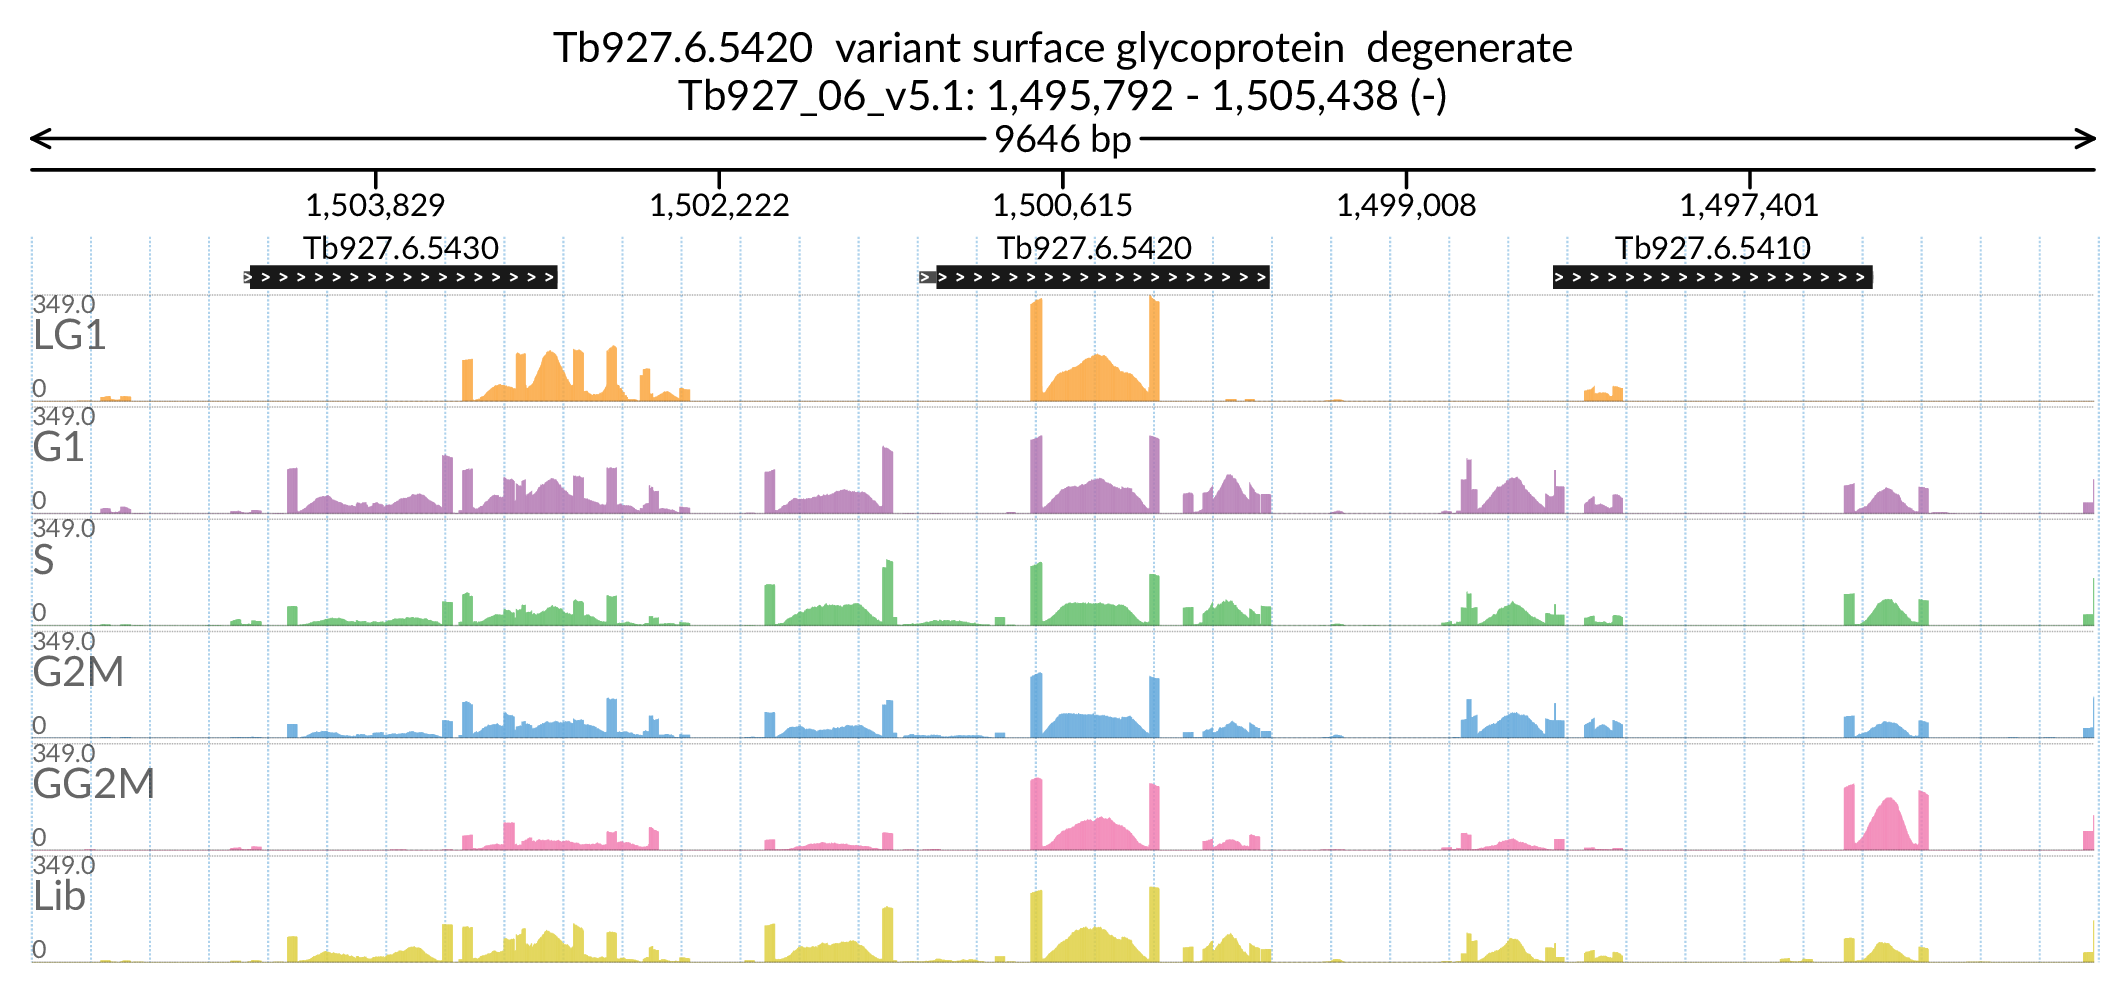 Tb927.6.5420  variant surface glycoprotein  degenerate
Tb927_06_v5.1: 1,495,792 - 1,505,438 (-)
9646 bp
1,503,829 1,502,222 1,500,615 1,499,008 1,497,401
Tb927.6.5430 Tb927.6.5420 Tb927.6.5410
349.0
LG1
0
349.0
G1
0
349.0
S
0
349.0
G2M
0
349.0
GG2M
0
349.0
Lib
0